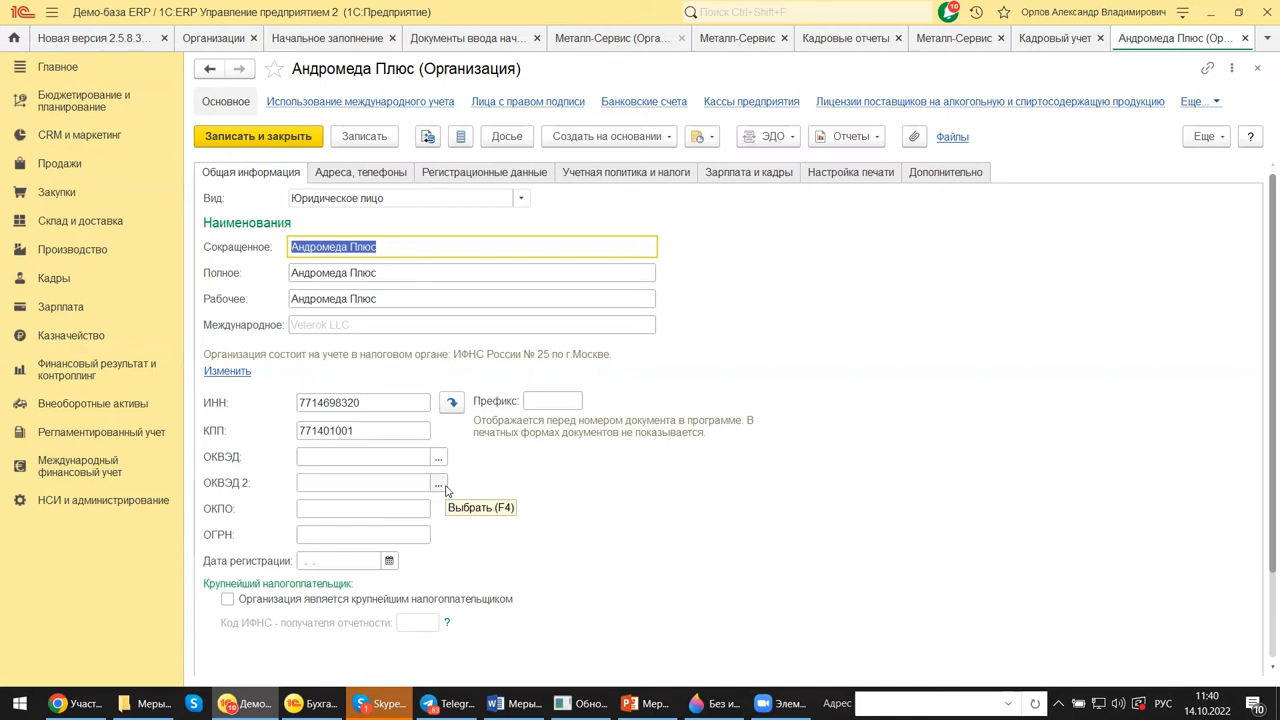 Демо-база ERP / 1С:ERP Управление предприятием 2 (1С:Предприятие)
Поиск Ctrl+Shift+F
10
Орлов Александр Владимирович
Новая версия 2.5.8.3...
Организации
Начальное заполнение
Документы ввода нач...
Металл-Сервис (Орга...
Металл-Сервис
Кадровые отчеты
Металл-Сервис
Кадровый учет
Андромеда Плюс (Ор...
Главное
Бюджетирование и
планирование
CRM и маркетинг
Продажи
Закупки
Склад и доставка
Производство
Кадры
Зарплата
Казначейство
Финансовый результат и
контроллинг
Внеоборотные активы
Регламентированный учет
Международный
финансовый учет
НСИ и администрирование
Андромеда Плюс (Организация)
Основное
Использование международного учета
Лица с правом подписи
Банковские счета
Кассы предприятия
Лицензии поставщиков на алкогольную и спиртосодержащую продукцию
Еще...
Записать и закрыть
Записать
Досье
Создать на основании
ЭДО
Отчеты
Файлы
Еще
?
Общая информация
Адреса, телефоны
Регистрационные данные
Учетная политика и налоги
Зарплата и кадры
Настройка печати
Дополнительно
Вид: Юридическое лицо
Наименования
Сокращенное: Андромеда Плюс
Полное: Андромеда Плюс
Рабочее: Андромеда Плюс
Международное: Veterok LLC
Организация состоит на учете в налоговом органе: ИФНС России № 25 по г.Москве.
Изменить
ИНН: 7714698320
Префикс:
Отображается перед номером документа в программе. В
печатных формах документов не показывается.
КПП: 771401001
ОКВЭД: ...
ОКВЭД 2: ...
Выбрать (F4)
ОКПО:
ОГРН:
Дата регистрации: . .
Крупнейший налогоплательщик:
Организация является крупнейшим налогоплательщиком
Код ИФНС - получателя отчетности: ?
Участ...
Меры...
Демо...
Бухга...
Skype...
Telegr...
Меры...
Обно...
Мер...
Без и...
Элем...
Адрес
РУС
11:40
14.10.2022
10